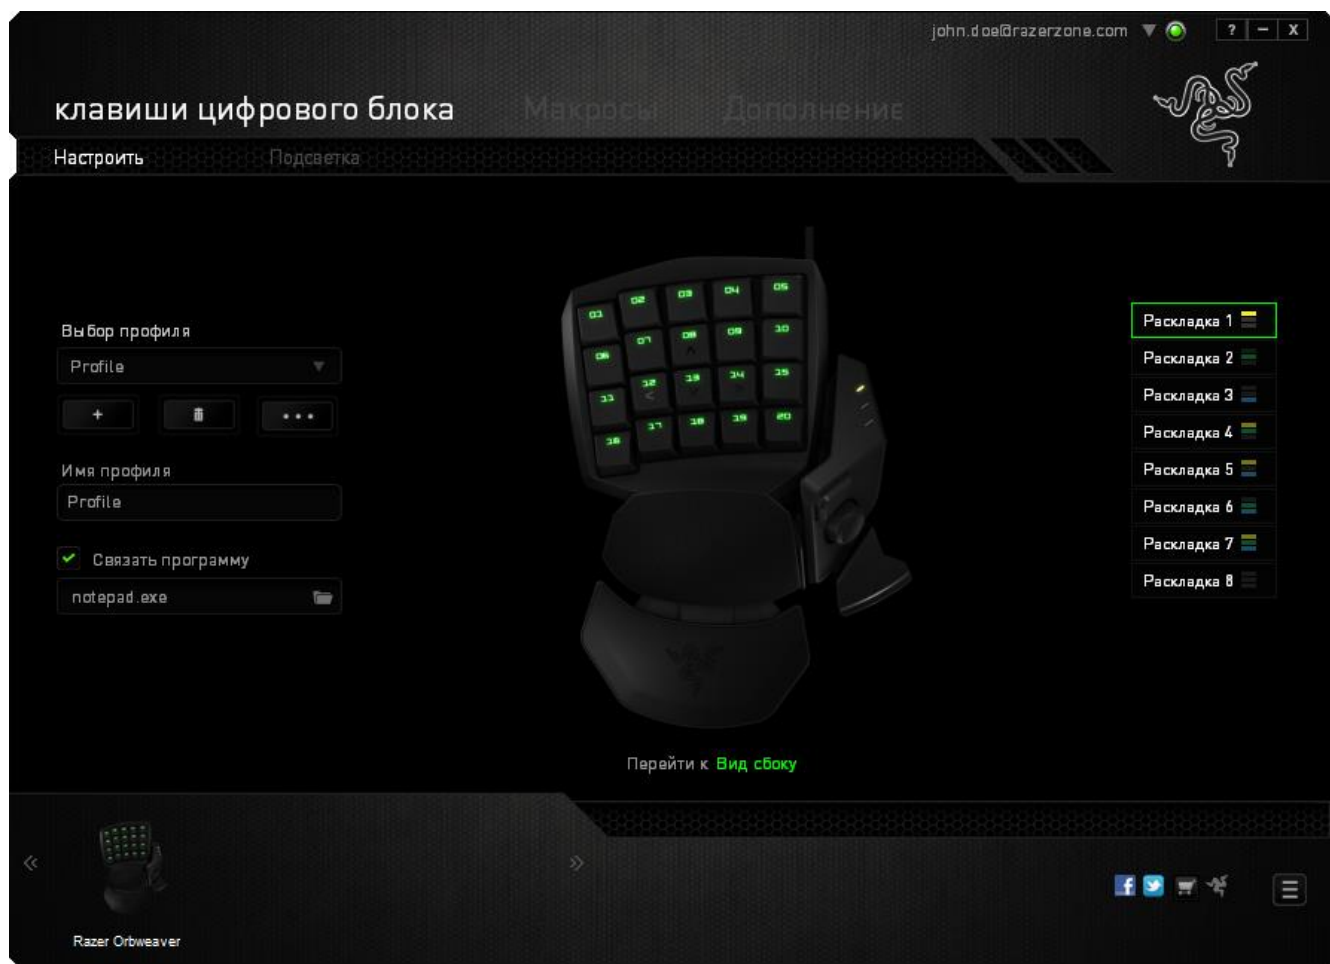 john.doe@razerzone.com
? – X
клавиши цифрового блока Макросы Дополнение
Настроить Подсветка
Выбор профиля
Profile
+ •••
Имя профиля
Profile
Связать программу
notepad.exe
01 02 03 04 05
06 07 08 09 10
11 12 13 14 15
16 17 18 19 20
Перейти к Вид сбоку
Раскладка 1
Раскладка 2
Раскладка 3
Раскладка 4
Раскладка 5
Раскладка 6
Раскладка 7
Раскладка 8
Razer Orbweaver